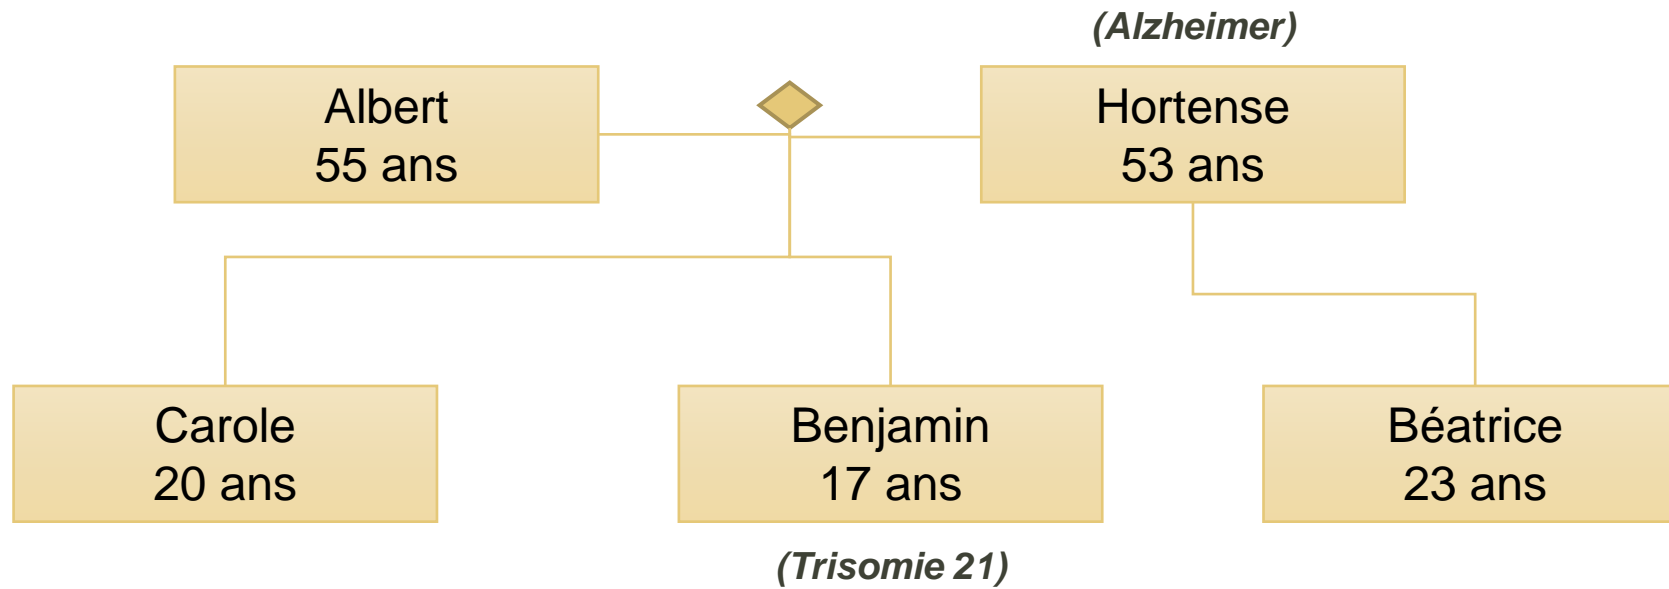 (Alzheimer)
Albert
55 ans
Hortense
53 ans
Carole
20 ans
Benjamin
17 ans
Béatrice
23 ans
(Trisomie 21)